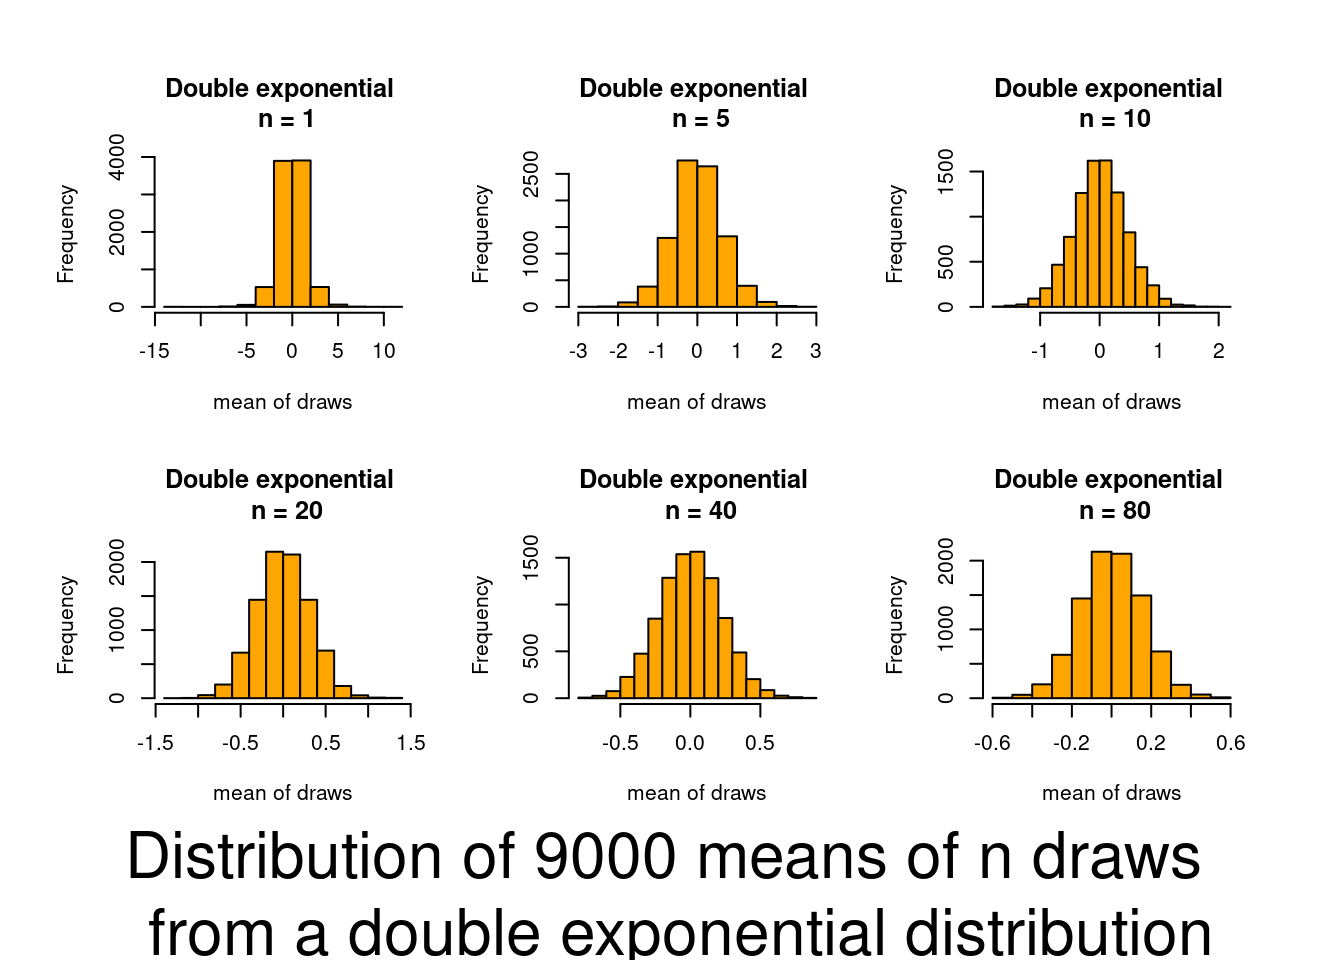 Double exponential
n = 1
Frequency
0 2000 4000
-15 -5 0 5 10
mean of draws
Double exponential
n = 5
Frequency
0 1000 2500
-3 -2 -1 0 1 2 3
mean of draws
Double exponential
n = 10
Frequency
0 500 1500
-1 0 1 2
mean of draws
Double exponential
n = 20
Frequency
0 1000 2000
-1.5 -0.5 0.5 1.5
mean of draws
Double exponential
n = 40
Frequency
0 500 1500
-0.5 0.0 0.5
mean of draws
Double exponential
n = 80
Frequency
0 1000 2000
-0.6 -0.2 0.2 0.6
mean of draws
Distribution of 9000 means of n draws
from a double exponential distribution